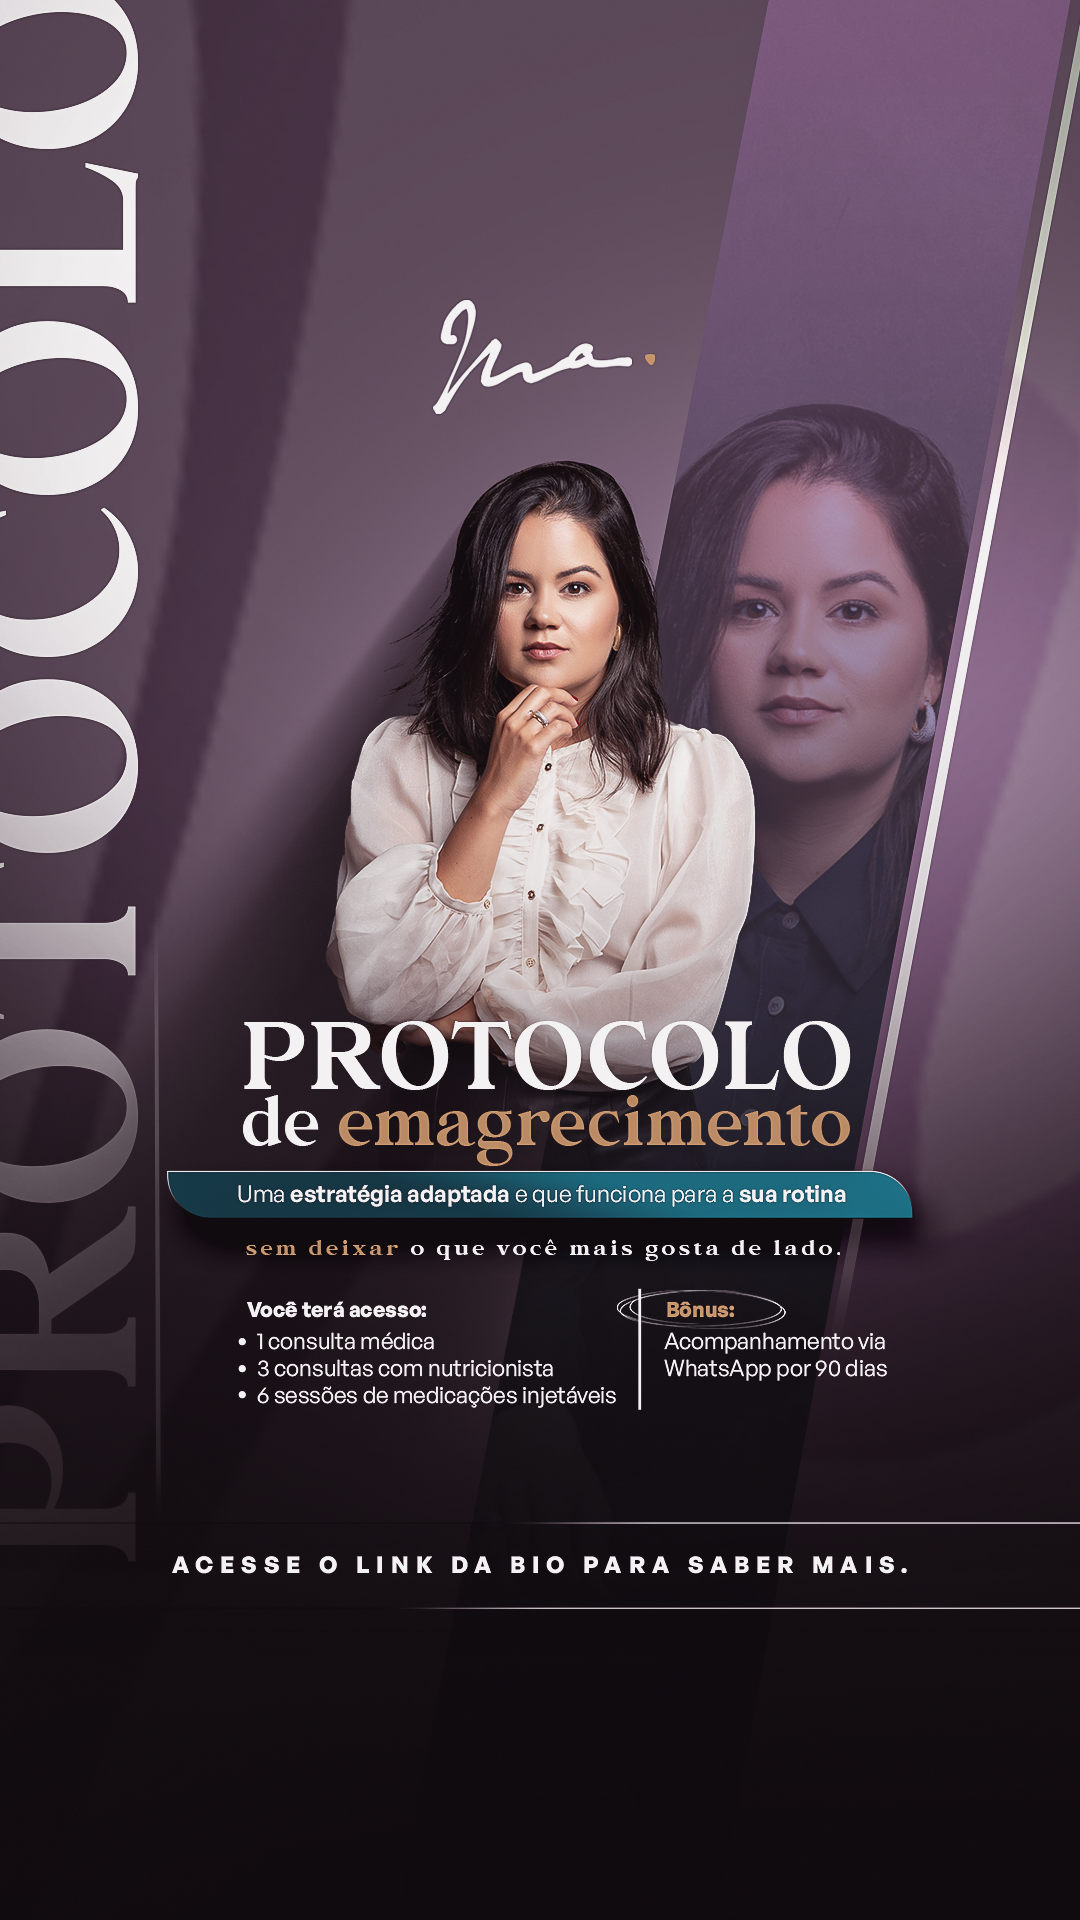 PROTOCOLO
Ma.
PROTOCOLO
de emagrecimento
Uma estratégia adaptada e que funciona para a sua rotina
sem deixar o que você mais gosta de lado.
Você terá acesso:
• 1 consulta médica
• 3 consultas com nutricionista
• 6 sessões de medicações injetáveis
Bônus:
Acompanhamento via
WhatsApp por 90 dias
ACESSE O LINK DA BIO PARA SABER MAIS.